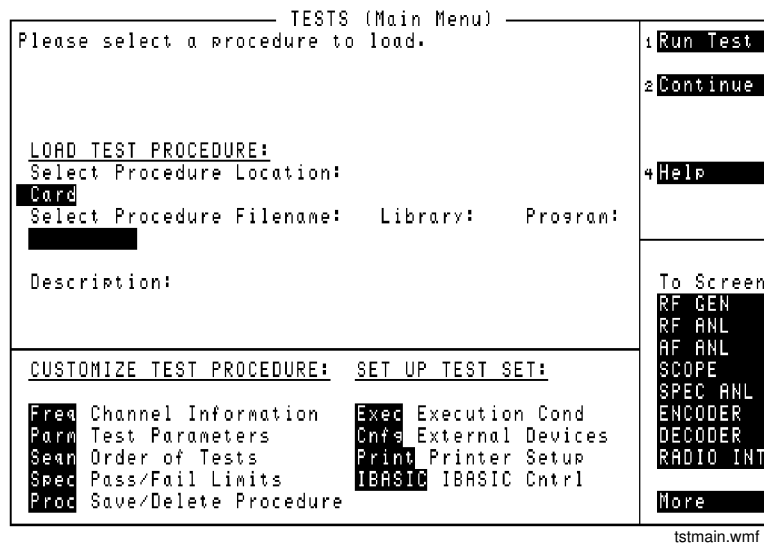 TESTS (Main Menu)
Please select a procedure to load.
LOAD TEST PROCEDURE:
Select Procedure Location:
Card
Select Procedure Filename: Library: Program:
Description:
CUSTOMIZE TEST PROCEDURE:
Freq Channel Information
Parm Test Parameters
Seqn Order of Tests
Spec Pass/Fail Limits
Proc Save/Delete Procedure
SET UP TEST SET:
Exec Execution Cond
Cnfg External Devices
Print Printer Setup
IBASIC IBASIC Cntrl
1 Run Test
2 Continue
4 Help
To Screen
RF GEN
RF ANL
AF ANL
SCOPE
SPEC ANL
ENCODER
DECODER
RADIO INT
More
tstmain.wmf